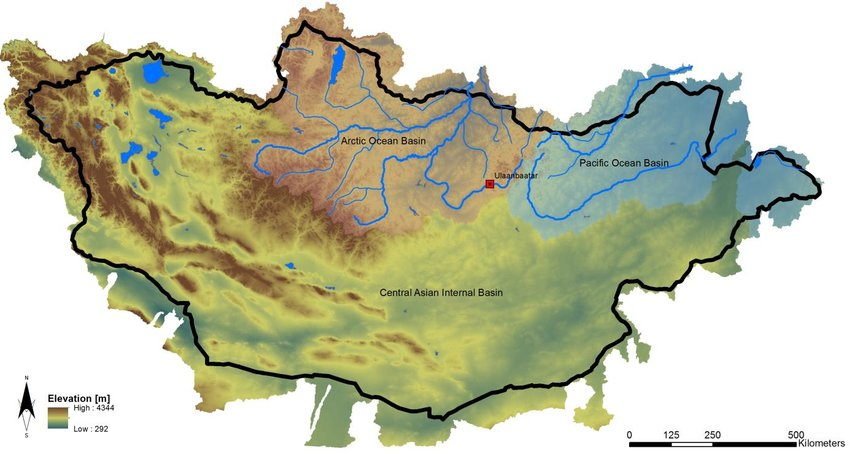 Arctic Ocean Basin
Pacific Ocean Basin
Ulaanbaatar
Central Asian Internal Basin
N
S
Elevation [m]
High : 4344
Low : 292
0 125 250 500
Kilometers